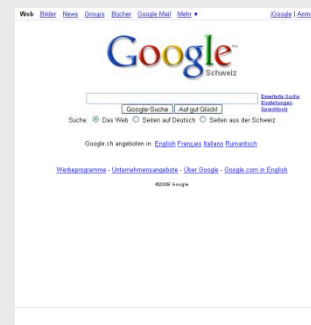 Web Bilder News Groups Bücher Google Mail Mehr ▼ iGoogle | Anm
Google™
Schweiz
Erweiterte Suche
Einstellungen
Sprachtools
Google-Suche Auf gut Glück!
Suche: Das Web Seiten auf Deutsch Seiten aus der Schweiz
Google.ch angeboten in: English Français Italiano Rumantsch
Werbeprogramme - Unternehmensangebote - Über Google - Google.com in English
©2008 Google